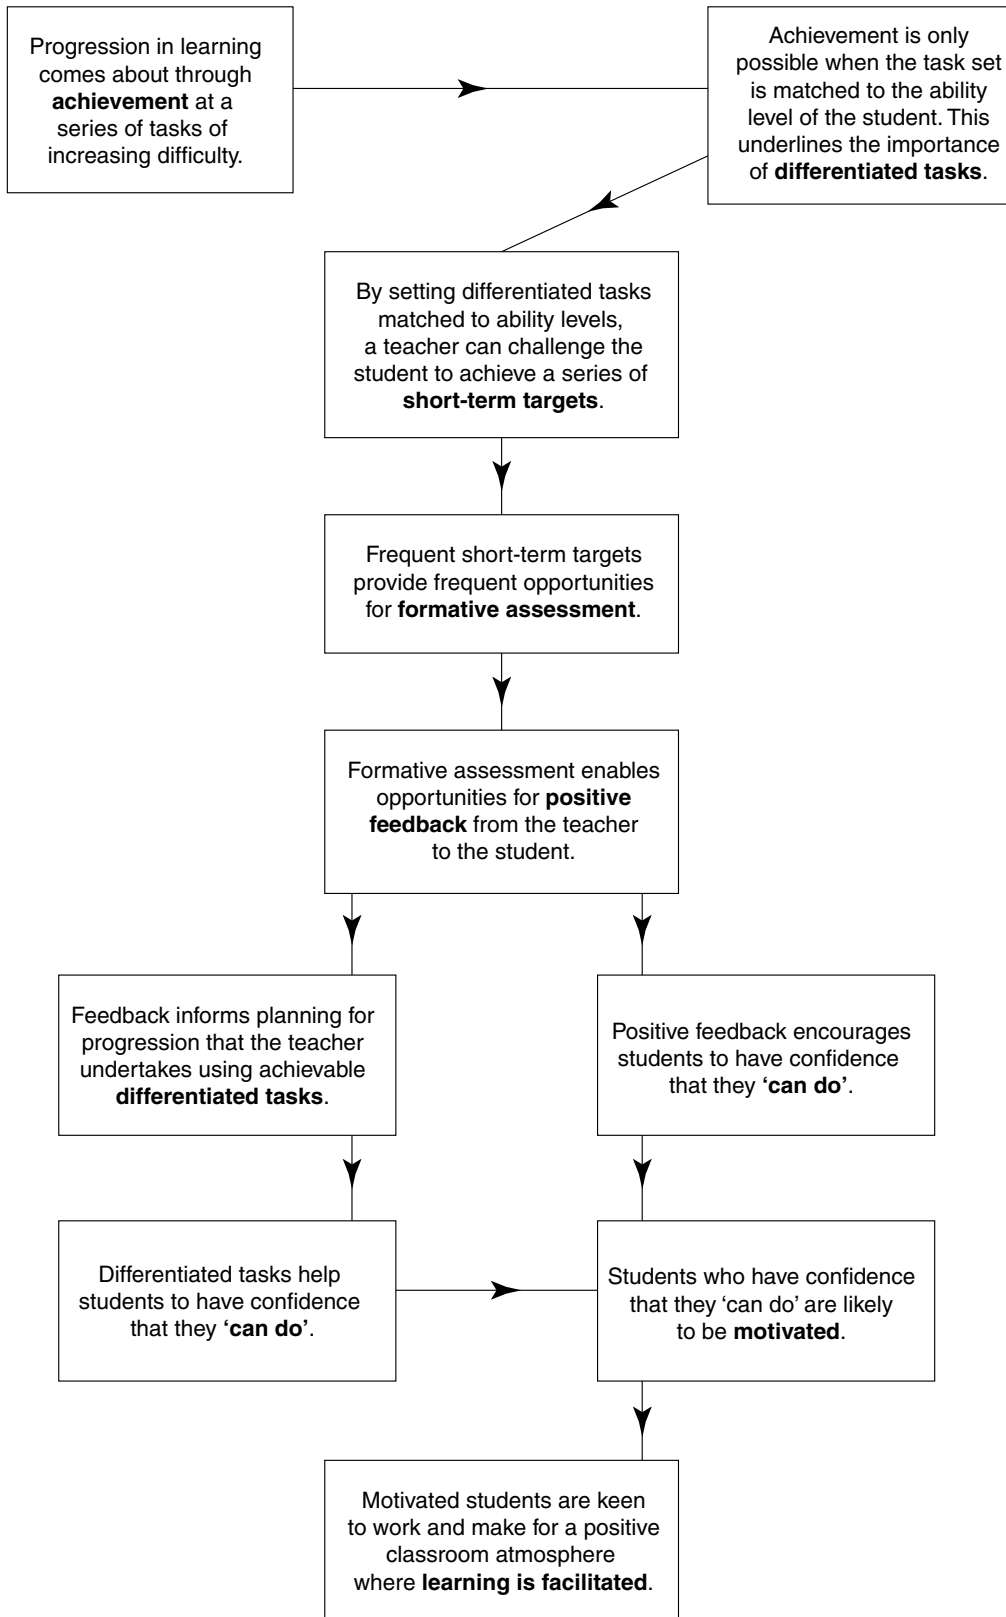 Progression in learning
comes about through
achievement at a
series of tasks of
increasing difficulty.
Achievement is only
possible when the task set
is matched to the ability
level of the student. This
underlines the importance
of differentiated tasks.
By setting differentiated tasks
matched to ability levels,
a teacher can challenge the
student to achieve a series of
short-term targets.
Frequent short-term targets
provide frequent opportunities
for formative assessment.
Formative assessment enables
opportunities for positive
feedback from the teacher
to the student.
Feedback informs planning for
progression that the teacher
undertakes using achievable
differentiated tasks.
Positive feedback encourages
students to have confidence
that they ‘can do’.
Differentiated tasks help
students to have confidence
that they ‘can do’.
Students who have confidence
that they ‘can do’ are likely
to be motivated.
Motivated students are keen
to work and make for a positive
classroom atmosphere
where learning is facilitated.